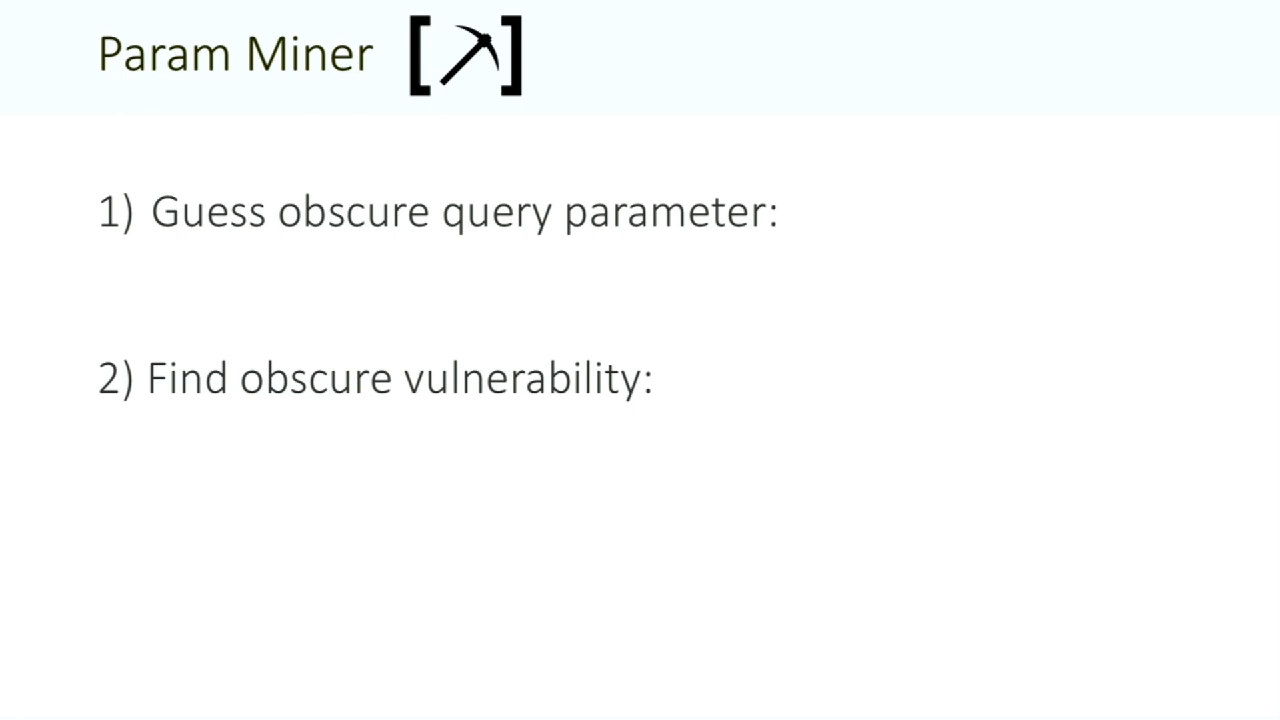 Param Miner
1) Guess obscure query parameter:
2) Find obscure vulnerability: